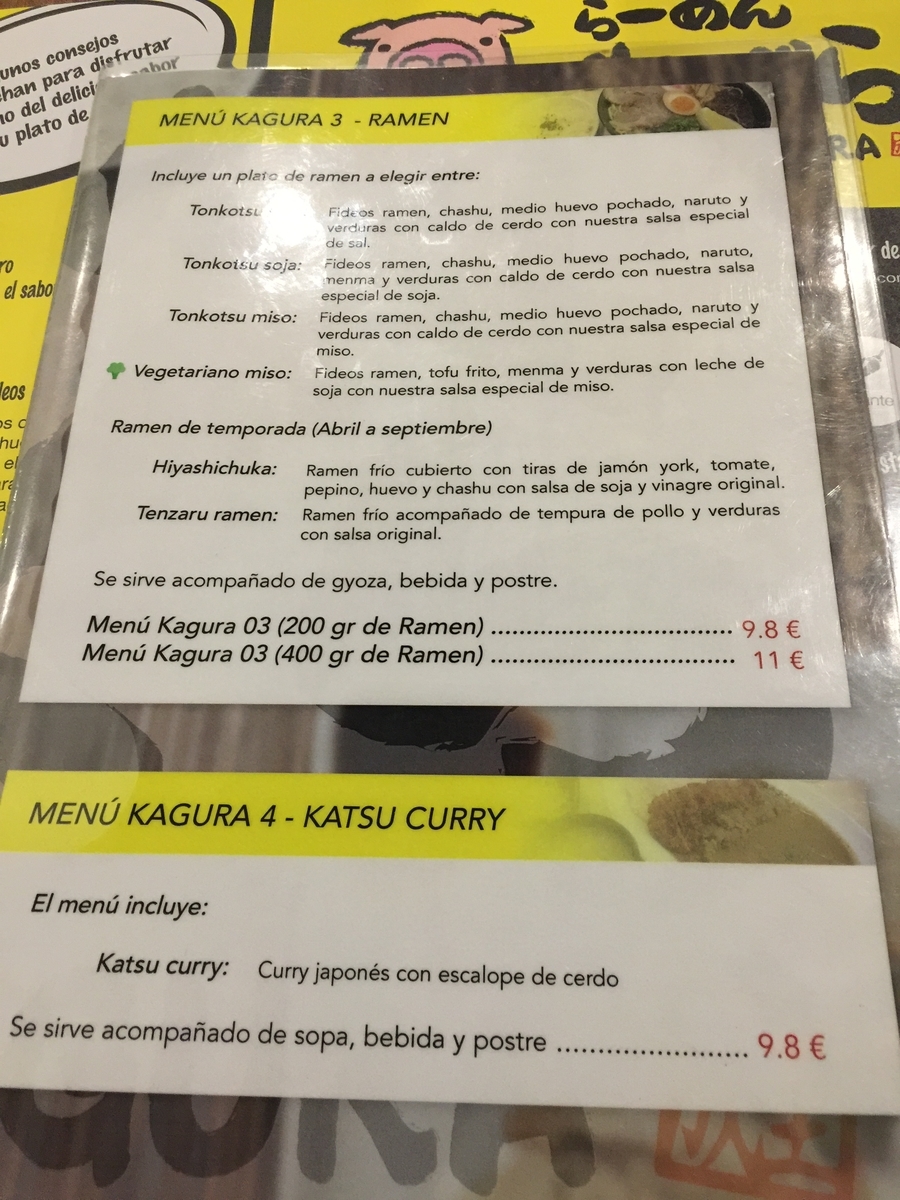 らーめん
unos consejos
para disfrutar
del
plato de
RA
MENÚ KAGURA 3 - RAMEN
Incluye un plato de ramen a elegir entre:
Tonkotsu
Fideos ramen, chashu, medio huevo pochado, naruto y
verduras con caldo de cerdo con nuestra salsa especial
de sal.
Tonkotsu soja:
Fideos ramen, chashu, medio huevo pochado, naruto,
menma y verduras con caldo de cerdo con nuestra salsa
especial de soja.
Tonkotsu miso:
Fideos ramen, chashu, medio huevo pochado, naruto y
verduras con caldo de cerdo con nuestra salsa especial de
miso.
Vegetariano miso:
Fideos ramen, tofu frito, menma y verduras con leche de
soja con nuestra salsa especial de miso.
Ramen de temporada (Abril a septiembre)
Hiyashichuka:
Ramen frío cubierto con tiras de jamón york, tomate,
pepino, huevo y chashu con salsa de soja y vinagre original.
Tenzaru ramen:
Ramen frío acompañado de tempura de pollo y verduras
con salsa original.
Se sirve acompañado de gyoza, bebida y postre.
Menú Kagura 03 (200 gr de Ramen) .................................. 9.8 €
Menú Kagura 03 (400 gr de Ramen) .................................. 11 €
MENÚ KAGURA 4 - KATSU CURRY
El menú incluye:
Katsu curry: Curry japonés con escalope de cerdo
Se sirve acompañado de sopa, bebida y postre ........................ 9.8 €
el sabo